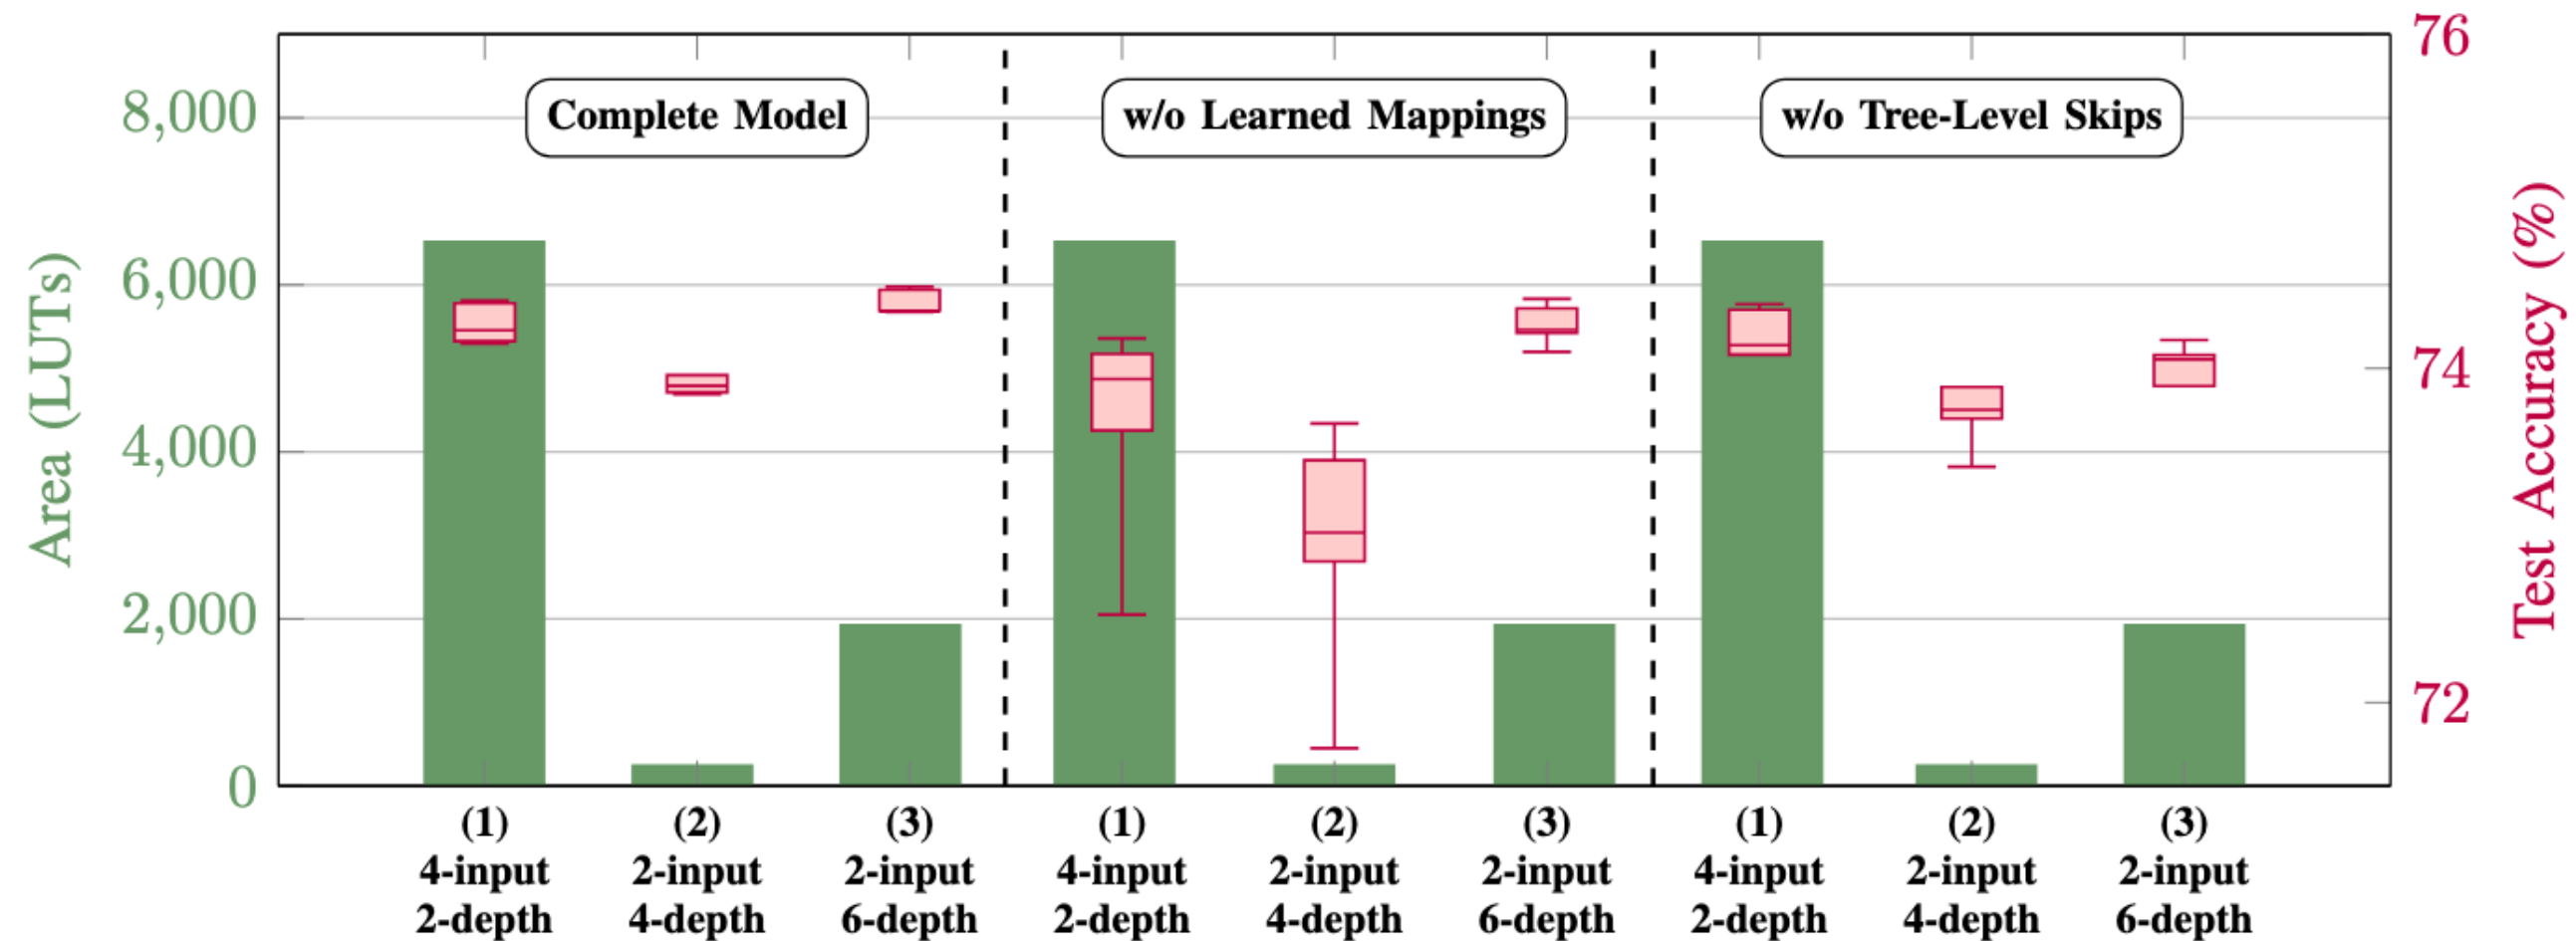 76
8,000
Complete Model
w/o Learned Mappings
w/o Tree-Level Skips
6,000
74
4,000
2,000
72
0
Area (LUTs)
Test Accuracy (%)
(1) (2) (3) (1) (2) (3) (1) (2) (3)
4-input 2-input 2-input 4-input 2-input 2-input 4-input 2-input 2-input
2-depth 4-depth 6-depth 2-depth 4-depth 6-depth 2-depth 4-depth 6-depth